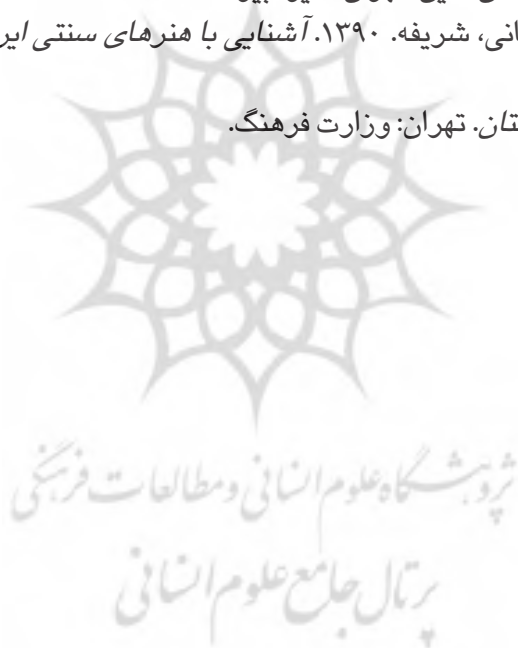 انی، شریفه. ۱۳۹۰. آشنایی با هنرهای سنتی ایر
تان. تهران: وزارت فرهنگ.
پژوهشگاه علوم انسانی و مطالعات فرهنگی
پرتال جامع علوم انسانی